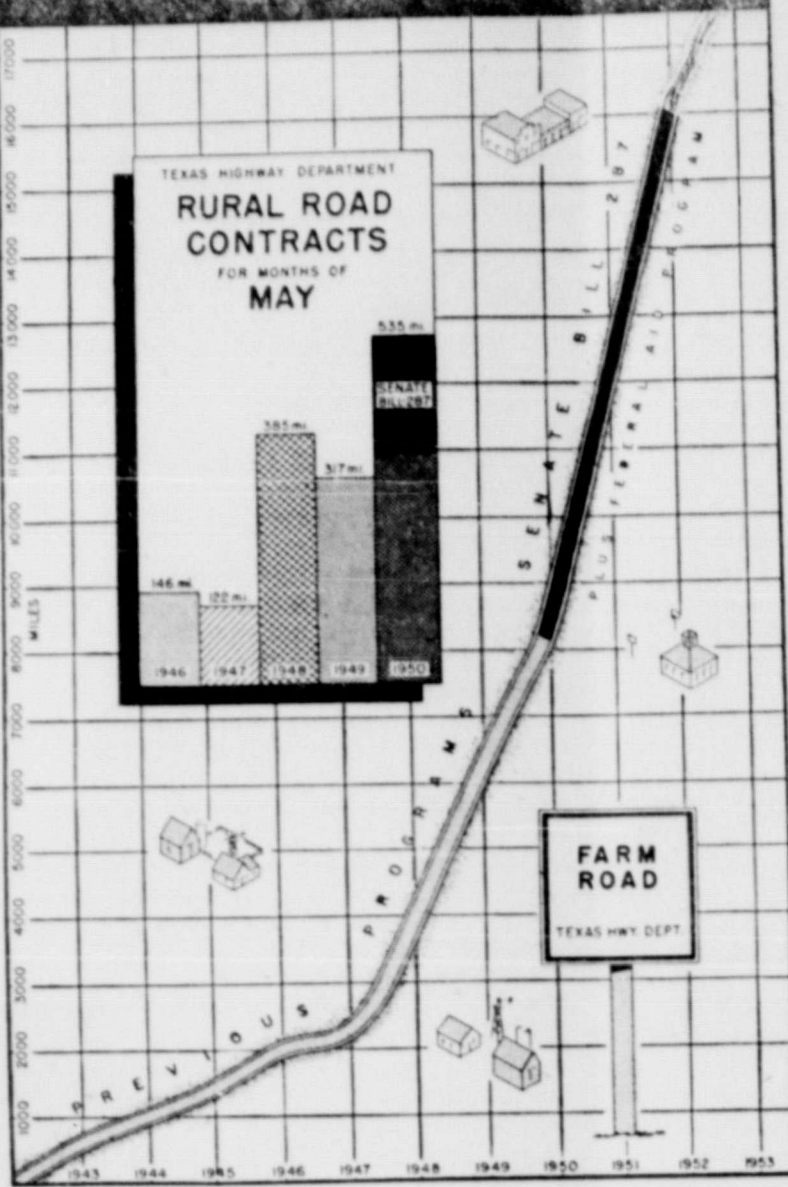 17000
16000
15000
14000
13000
12000
11000
10000
9000
8000
7000
6000
5000
4000
3000
2000
1000
MILES
TEXAS HIGHWAY DEPARTMENT
RURAL ROAD
CONTRACTS
FOR MONTHS OF
MAY
535 mi.
SENATE
BILL-287
385 mi.
317 mi.
146 mi.
122 mi.
1946 1947 1948 1949 1950
SENATE BILL 287
PLUS FEDERAL AID PROGRAM
PREVIOUS PROGRAMS
FARM
ROAD
TEXAS HWY. DEPT.
1943 1944 1945 1946 1947 1948 1949 1950 1951 1952 1953